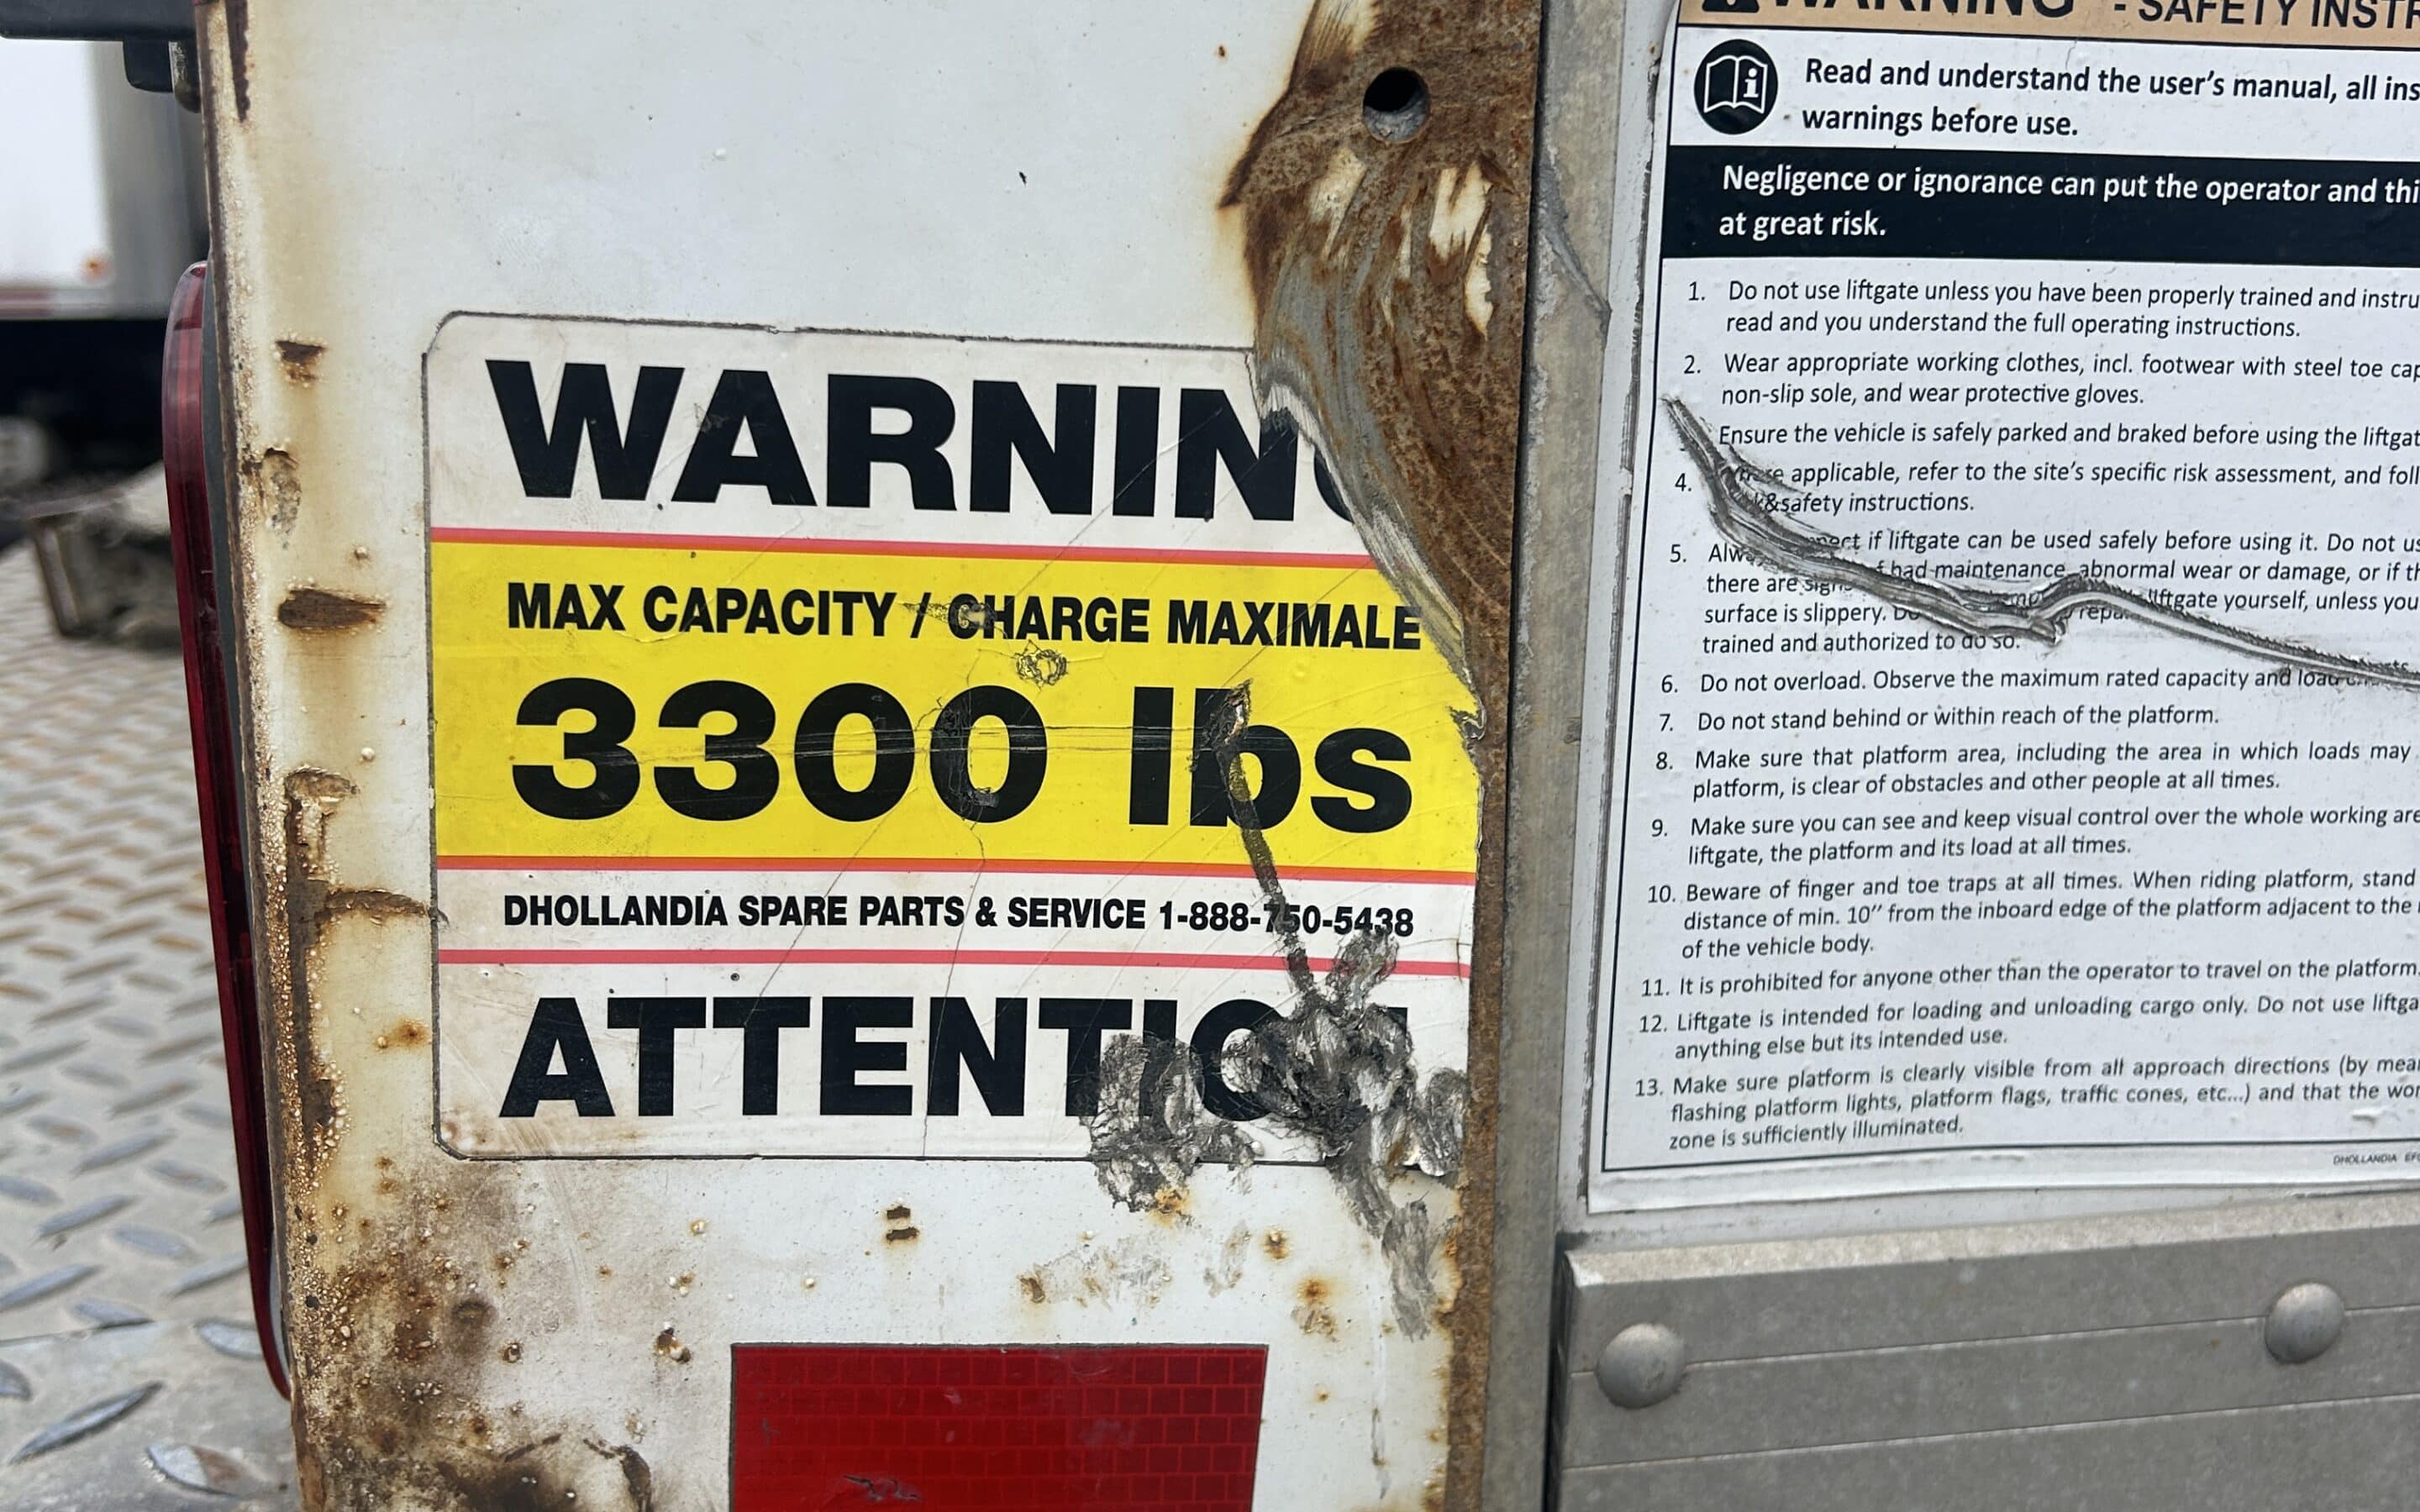 WARNIN
MAX CAPACITY / CHARGE MAXIMALE
3300 lbs
DHOLLANDIA SPARE PARTS & SERVICE 1-888-750-5438
ATTENTIO
WARNING - SAFETY INSTR
Read and understand the user's manual, all ins
warnings before use.
Negligence or ignorance can put the operator and thi
at great risk.
1. Do not use liftgate unless you have been properly trained and instru
read and you understand the full operating instructions.
2. Wear appropriate working clothes, incl. footwear with steel toe cap
non-slip sole, and wear protective gloves.
Ensure the vehicle is safely parked and braked before using the liftgat
4. applicable, refer to the site's specific risk assessment, and foll
&safety instructions.
5. if liftgate can be used safely before using it. Do not us
there are bad maintenance, abnormal wear or damage, or if th
surface is slippery. liftgate yourself, unless you
trained and authorized to do so.
6. Do not overload. Observe the maximum rated capacity and load
7. Do not stand behind or within reach of the platform.
8. Make sure that platform area, including the area in which loads may
platform, is clear of obstacles and other people at all times.
9. Make sure you can see and keep visual control over the whole working are
liftgate, the platform and its load at all times.
10. Beware of finger and toe traps at all times. When riding platform, stand
distance of min. 10" from the inboard edge of the platform adjacent to the
of the vehicle body.
11. It is prohibited for anyone other than the operator to travel on the platform.
12. Liftgate is intended for loading and unloading cargo only. Do not use liftga
anything else but its intended use.
13. Make sure platform is clearly visible from all approach directions (by mea
flashing platform lights, platform flags, traffic cones, etc...) and that the wor
zone is sufficiently illuminated.
DHOLLANDIA